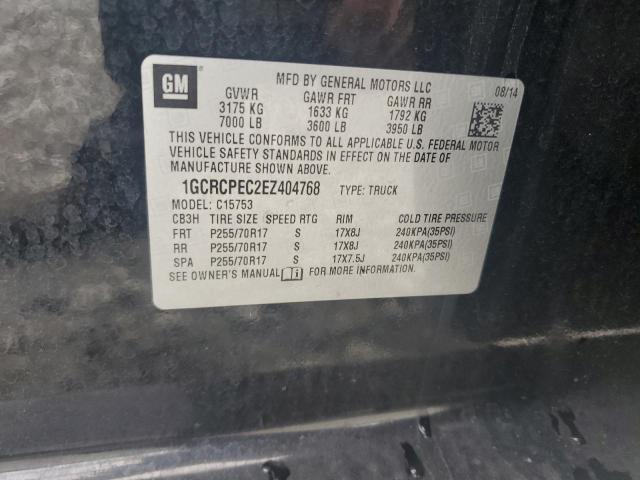 GM
MFD BY GENERAL MOTORS LLC 08/14
GVWR GAWR FRT GAWR RR
3175 KG 1633 KG 1792 KG
7000 LB 3600 LB 3950 LB
THIS VEHICLE CONFORMS TO ALL APPLICABLE U.S. FEDERAL MOTOR
VEHICLE SAFETY STANDARDS IN EFFECT ON THE DATE OF
MANUFACTURE SHOWN ABOVE.
1GCRCPEC2EZ404768 TYPE: TRUCK
MODEL: C15753
CB3H TIRE SIZE SPEED RTG RIM COLD TIRE PRESSURE
FRT P255/70R17 S 17X8J 240KPA(35PSI)
RR P255/70R17 S 17X8J 240KPA(35PSI)
SPA P255/70R17 S 17X7.5J 240KPA(35PSI)
SEE OWNER'S MANUAL i FOR MORE INFORMATION.